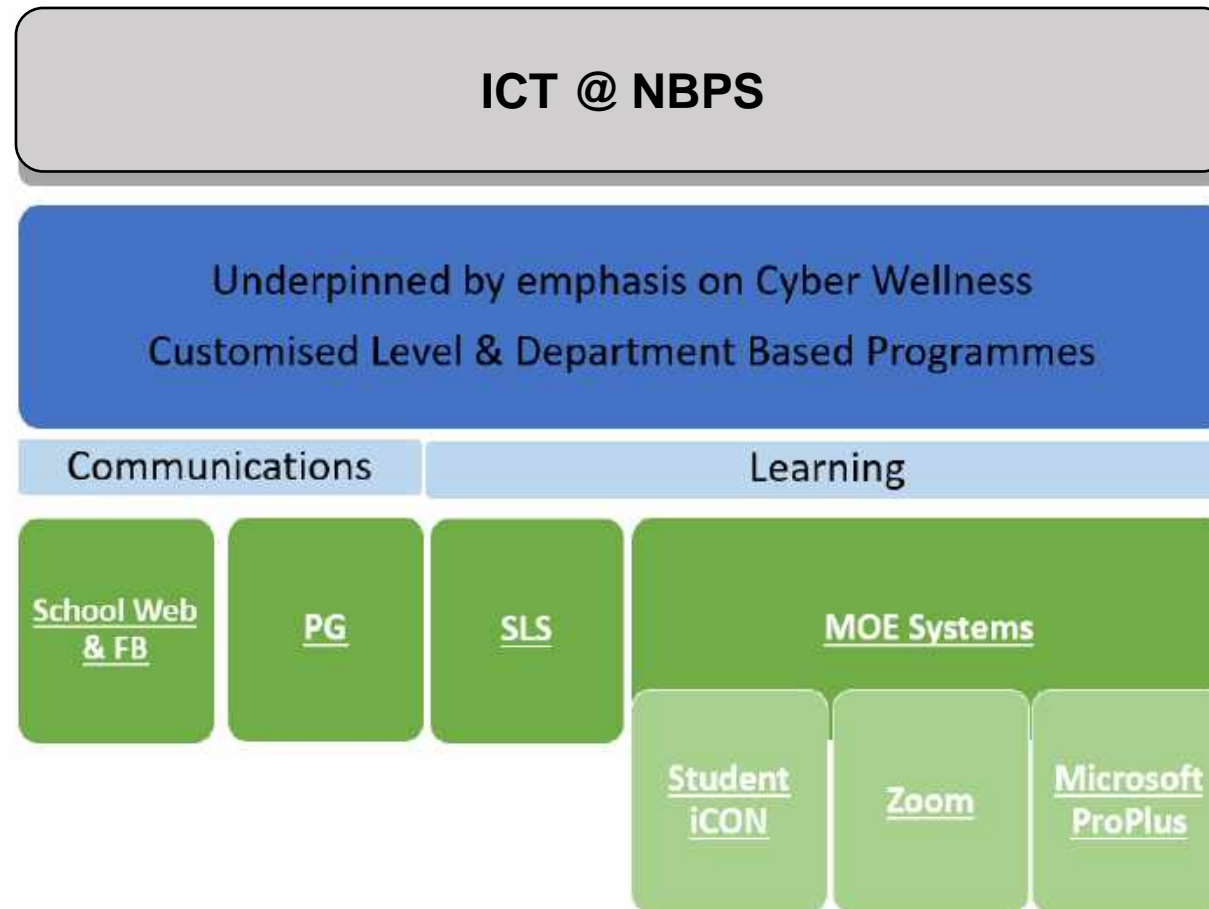 ICT @ NBPS
Underpinned by emphasis on Cyber Wellness
Customised Level & Department Based Programmes
Communications
Learning
School Web
& FB
PG
SLS
MOE Systems
Student
iCON
Zoom
Microsoft
ProPlus